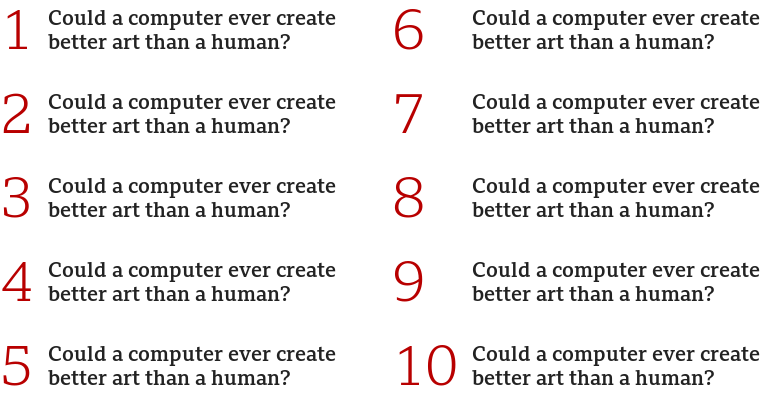 1 Could a computer ever create
better art than a human?
2 Could a computer ever create
better art than a human?
3 Could a computer ever create
better art than a human?
4 Could a computer ever create
better art than a human?
5 Could a computer ever create
better art than a human?
6 Could a computer ever create
better art than a human?
7 Could a computer ever create
better art than a human?
8 Could a computer ever create
better art than a human?
9 Could a computer ever create
better art than a human?
10 Could a computer ever create
better art than a human?